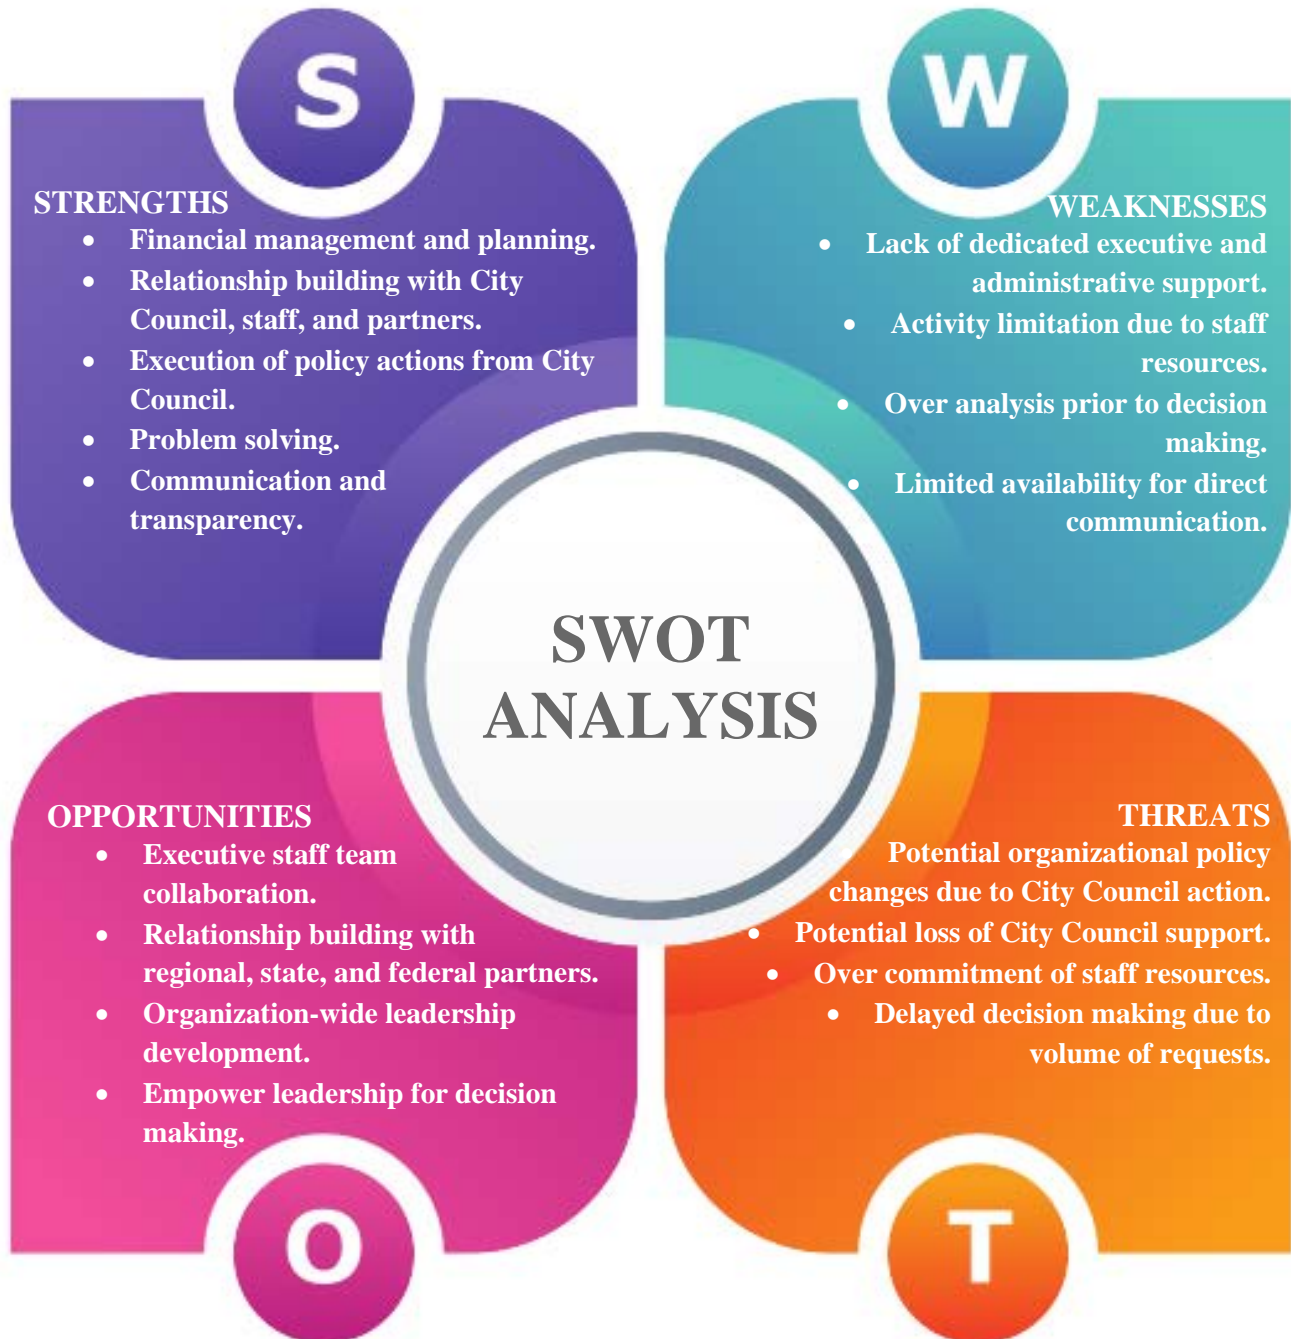 S
STRENGTHS
• Financial management and planning.
• Relationship building with City
Council, staff, and partners.
• Execution of policy actions from City
Council.
• Problem solving.
• Communication and
transparency.
W
WEAKNESSES
• Lack of dedicated executive and
administrative support.
• Activity limitation due to staff
resources.
• Over analysis prior to decision
making.
• Limited availability for direct
communication.
SWOT
ANALYSIS
OPPORTUNITIES
• Executive staff team
collaboration.
• Relationship building with
regional, state, and federal partners.
• Organization-wide leadership
development.
• Empower leadership for decision
making.
O
THREATS
• Potential organizational policy
changes due to City Council action.
• Potential loss of City Council support.
• Over commitment of staff resources.
• Delayed decision making due to
volume of requests.
T